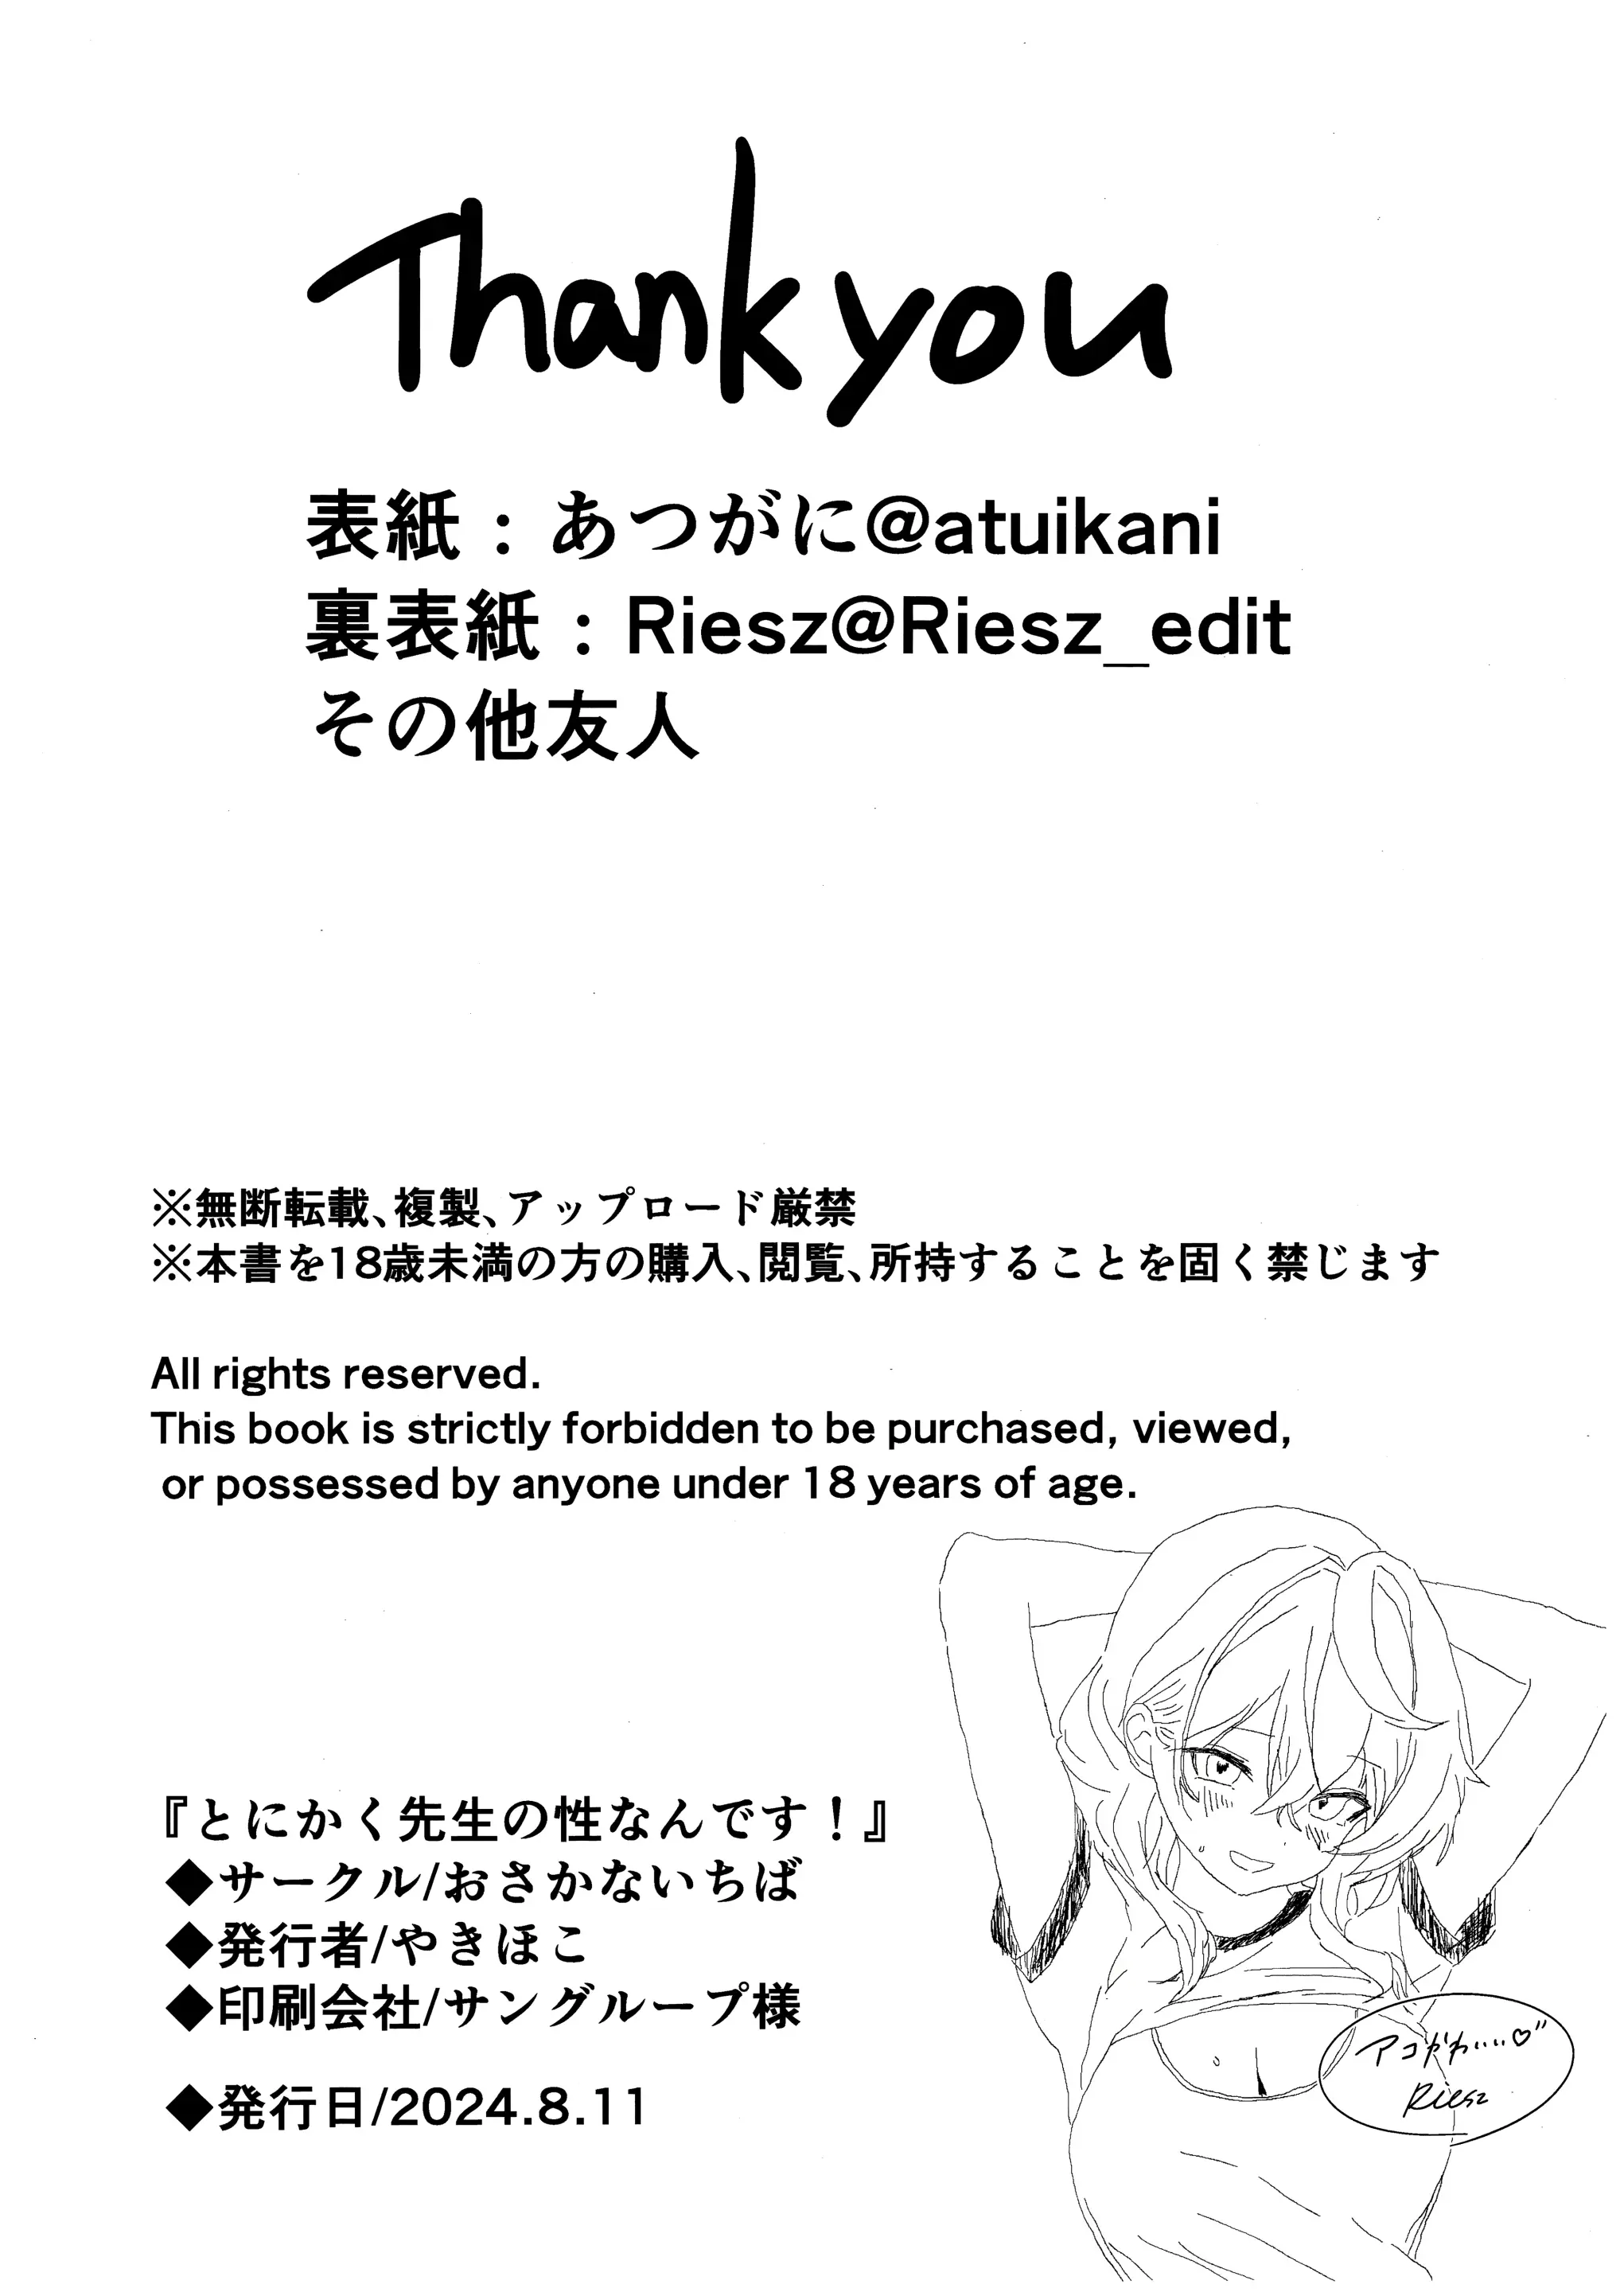 Thank you
表紙：あつがに@atuikani
裏表紙：Riesz@Riesz_edit
その他友人
※無断転載、複製、アップロード厳禁
※本書を18歳未満の方の購入、閲覧、所持することを固く禁じます
All rights reserved.
This book is strictly forbidden to be purchased, viewed,
or possessed by anyone under 18 years of age.
『とにかく先生の性なんです！』
◆サークル/おさかないちば
◆発行者/やきほこ
◆印刷会社/サングループ様
◆発行日/2024.8.11
アコかわいい♡
Riesz